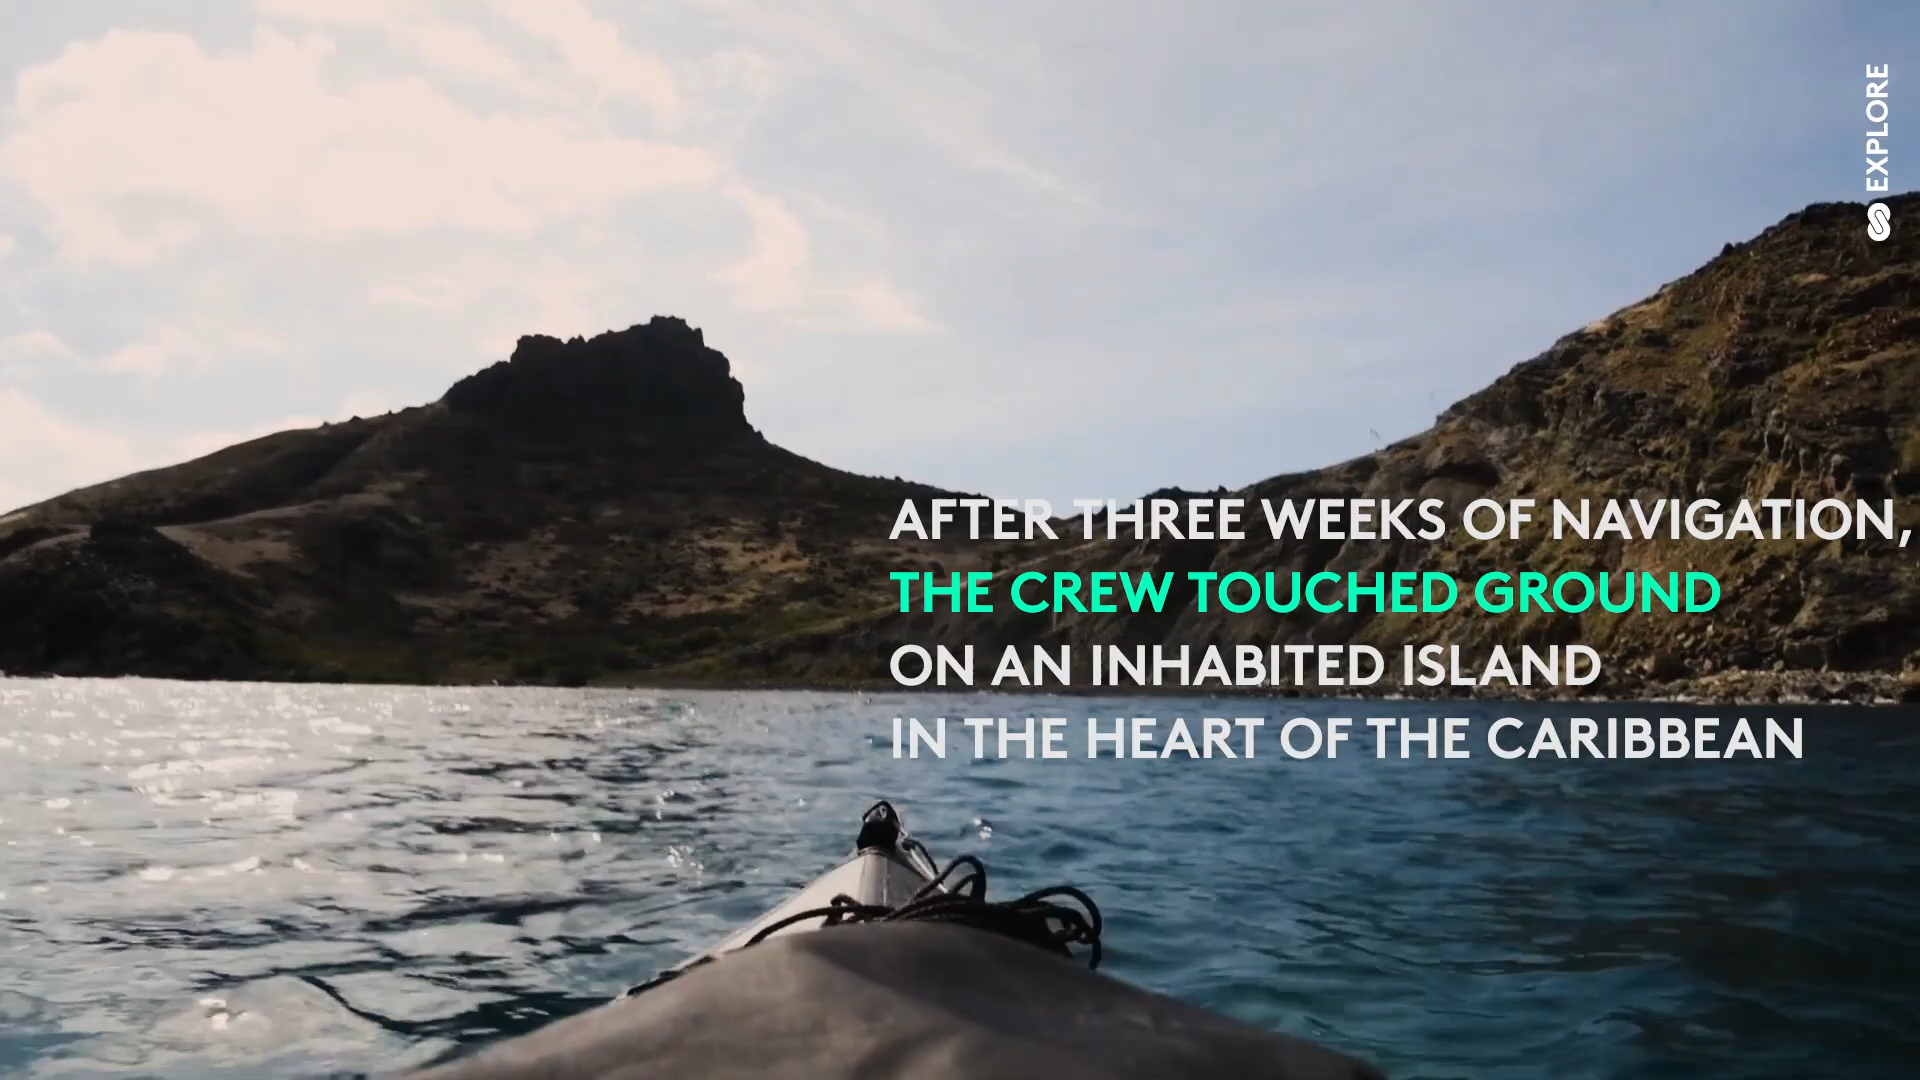 EXPLORE
AFTER THREE WEEKS OF NAVIGATION,
THE CREW TOUCHED GROUND
ON AN INHABITED ISLAND
IN THE HEART OF THE CARIBBEAN